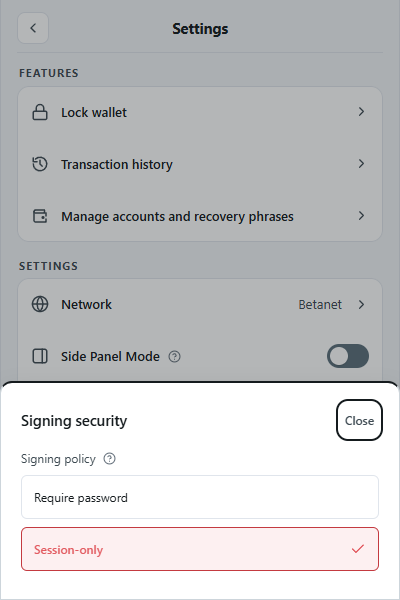 Settings
FEATURES
Lock wallet
Transaction history
Manage accounts and recovery phrases
SETTINGS
Network Betanet
Side Panel Mode
Signing security
Close
Signing policy
Require password
Session-only